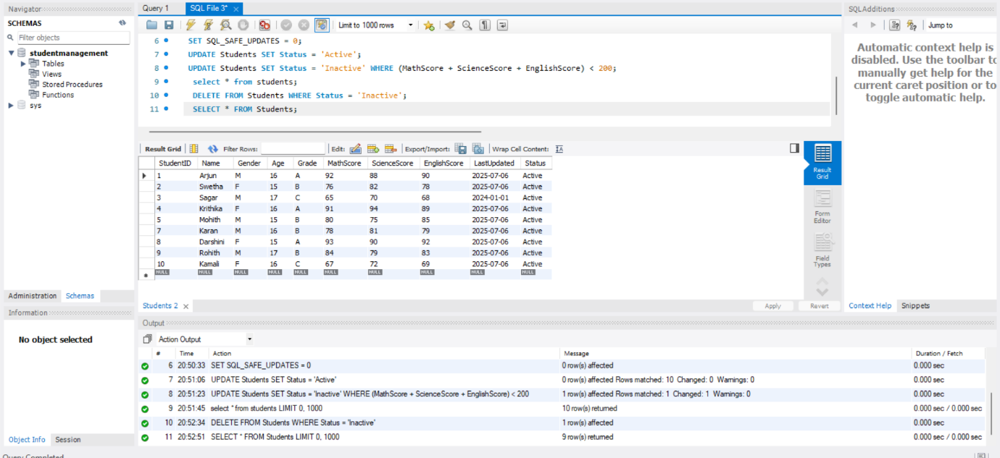 Navigator
SCHEMAS
Filter objects
studentmanagement
Tables
Views
Stored Procedures
Functions
sys
Administration Schemas
Information
No object selected
Object Info Session
Query Completed
Query 1 SQL File 3*
Limit to 1000 rows
6 SET SQL_SAFE_UPDATES = 0;
7 UPDATE Students SET Status = 'Active';
8 UPDATE Students SET Status = 'Inactive' WHERE (MathScore + ScienceScore + EnglishScore) < 200;
9 select * from students;
10 DELETE FROM Students WHERE Status = 'Inactive';
11 SELECT * FROM Students;
Result Grid Filter Rows: Edit: Export/Import: Wrap Cell Content:
StudentID Name Gender Age Grade MathScore ScienceScore EnglishScore LastUpdated Status
1 Arjun M 16 A 92 88 90 2025-07-06 Active
2 Swetha F 15 B 76 82 78 2025-07-06 Active
3 Sagar M 17 C 65 70 68 2024-01-01 Active
4 Krithika F 16 A 91 94 89 2025-07-06 Active
5 Mohith M 15 B 80 75 85 2025-07-06 Active
7 Karan M 16 B 78 81 79 2025-07-06 Active
8 Darshini F 15 A 93 90 92 2025-07-06 Active
9 Rohith M 17 B 84 79 83 2025-07-06 Active
10 Kamali F 16 C 67 72 69 2025-07-06 Active
NULL NULL NULL NULL NULL NULL NULL NULL NULL NULL
Result
Grid
Form
Editor
Field
Types
Students 2
Apply Revert
SQLAdditions
Jump to
Automatic context help is
disabled. Use the toolbar to
manually get help for the
current caret position or to
toggle automatic help.
Context Help Snippets
Output
Action Output
# Time Action Message Duration / Fetch
6 20:50:33 SET SQL_SAFE_UPDATES = 0 0 row(s) affected 0.000 sec
7 20:51:06 UPDATE Students SET Status = 'Active' 0 row(s) affected Rows matched: 10 Changed: 0 Warnings: 0 0.000 sec
8 20:51:23 UPDATE Students SET Status = 'Inactive' WHERE (MathScore + ScienceScore + EnglishScore) < 200 1 row(s) affected Rows matched: 1 Changed: 1 Warnings: 0 0.000 sec
9 20:51:45 select * from students LIMIT 0, 1000 10 row(s) returned 0.000 sec / 0.000 sec
10 20:52:34 DELETE FROM Students WHERE Status = 'Inactive' 1 row(s) affected 0.000 sec
11 20:52:51 SELECT * FROM Students LIMIT 0, 1000 9 row(s) returned 0.000 sec / 0.000 sec